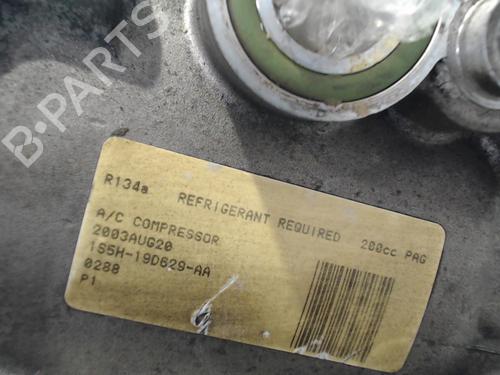 B-PARTS
R134a REFRIGERANT REQUIRED 200cc PAG
A/C COMPRESSOR
2003AUG20
1S5H-19D629-AA
0288
P1